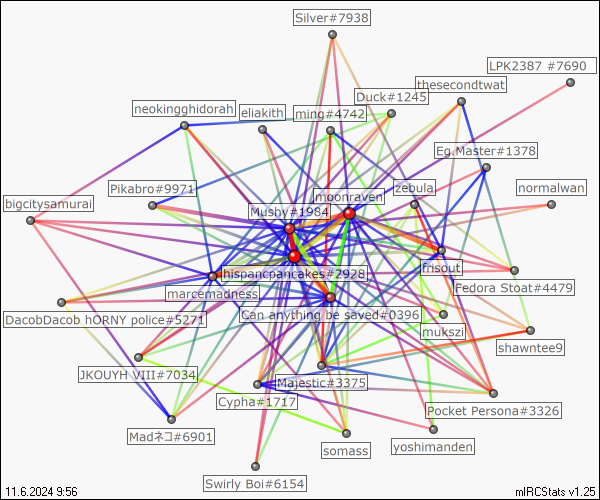 Silver#7938
LPK2387 #7690
thesecondtwat
Duck#1245
neokingghidorah
eliakith
ming#4742
Eg.Master#1378
Pikabro#9971
moonraven
zebula
normalwan
bigcitysamurai
Mushy#1984
hispancpancakes#2928
frisout
marcemadness
Fedora Stoat#4479
DacobDacob hORNY police#5271
Can anything be saved#0396
mukszi
shawntee9
JKOUYH VIII#7034
Majestic#3375
Cypha#1717
Pocket Persona#3326
Madネコ#6901
somass
yoshimanden
Swirly Boi#6154
11.6.2024 9:56
mIRCStats v1.25